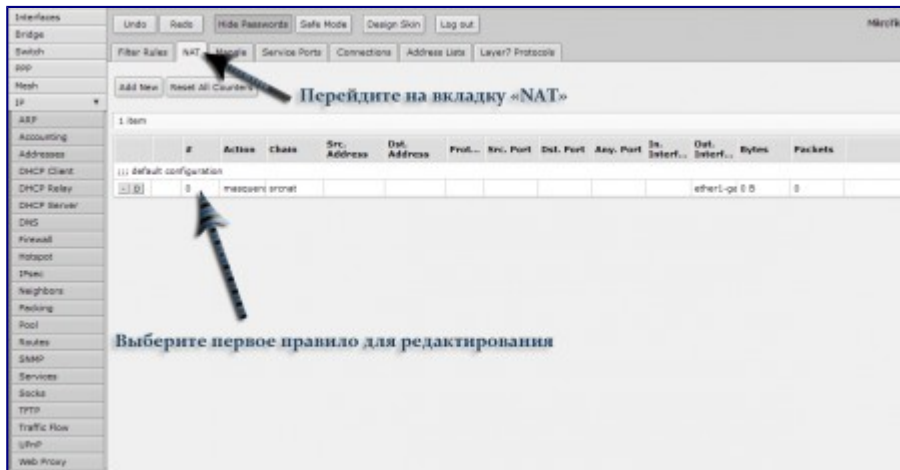 Interfaces
Bridge
Switch
PPP
Mesh
IP
ARP
Accounting
Addresses
DHCP Client
DHCP Relay
DHCP Server
DNS
Firewall
Hotspot
IPsec
Neighbors
Packing
Pool
Routes
SNMP
Services
Socks
TFTP
Traffic Flow
UPnP
Web Proxy
Undo Redo Hide Passwords Safe Mode Design Skin Log out
Filter Rules NAT Mangle Service Ports Connections Address Lists Layer7 Protocols
Add New Reset All Counters
Перейдите на вкладку «NAT»
1 item
# Action Chain Src. Address Dst. Address Prot... Src. Port Dst. Port Any. Port In. Interf... Out. Interf... Bytes Packets
;;; default configuration
- D 0 masquera srcnat ether1-ga 0 B 0
Выберите первое правило для редактирования